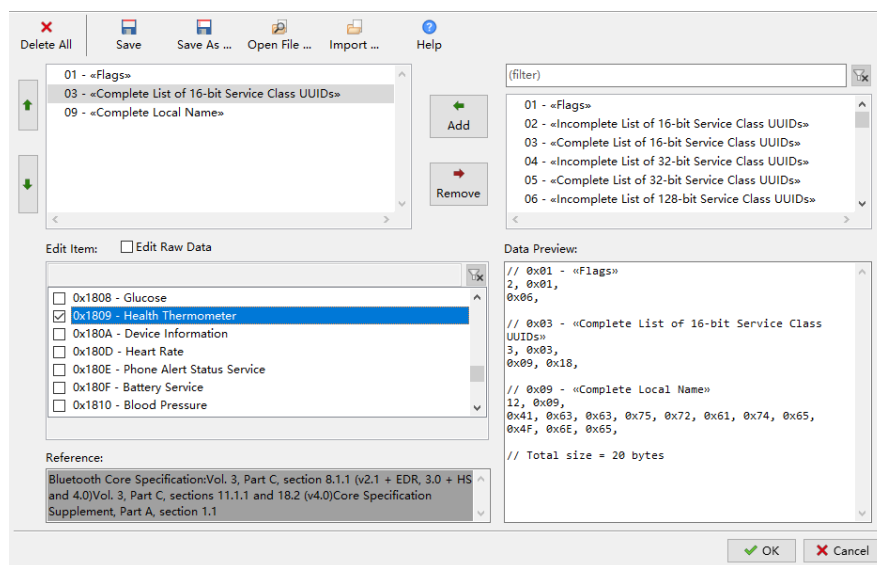 Delete All Save Save As ... Open File ... Import ... Help
01 - «Flags»
03 - «Complete List of 16-bit Service Class UUIDs»
09 - «Complete Local Name»
Add
Remove
(filter)
01 - «Flags»
02 - «Incomplete List of 16-bit Service Class UUIDs»
03 - «Complete List of 16-bit Service Class UUIDs»
04 - «Incomplete List of 32-bit Service Class UUIDs»
05 - «Complete List of 32-bit Service Class UUIDs»
06 - «Incomplete List of 128-bit Service Class UUIDs»
Edit Item: Edit Raw Data
0x1808 - Glucose
0x1809 - Health Thermometer
0x180A - Device Information
0x180D - Heart Rate
0x180E - Phone Alert Status Service
0x180F - Battery Service
0x1810 - Blood Pressure
Reference:
Bluetooth Core Specification:Vol. 3, Part C, section 8.1.1 (v2.1 + EDR, 3.0 + HS
and 4.0)Vol. 3, Part C, sections 11.1.1 and 18.2 (v4.0)Core Specification
Supplement, Part A, section 1.1
Data Preview:
// 0x01 - «Flags»
2, 0x01,
0x06,
// 0x03 - «Complete List of 16-bit Service Class
UUIDs»
3, 0x03,
0x09, 0x18,
// 0x09 - «Complete Local Name»
12, 0x09,
0x41, 0x63, 0x63, 0x75, 0x72, 0x61, 0x74, 0x65,
0x4F, 0x6E, 0x65,
// Total size = 20 bytes
OK Cancel